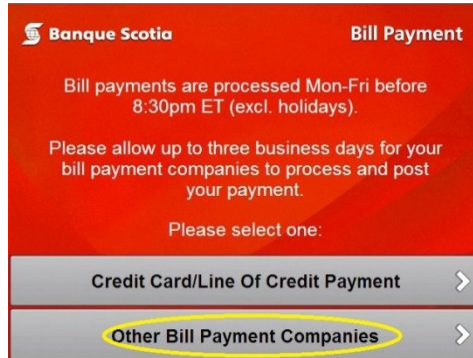 Banque Scotia
Bill Payment
Bill payments are processed Mon-Fri before
8:30pm ET (excl. holidays).
Please allow up to three business days for your
bill payment companies to process and post
your payment.
Please select one:
Credit Card/Line Of Credit Payment
Other Bill Payment Companies